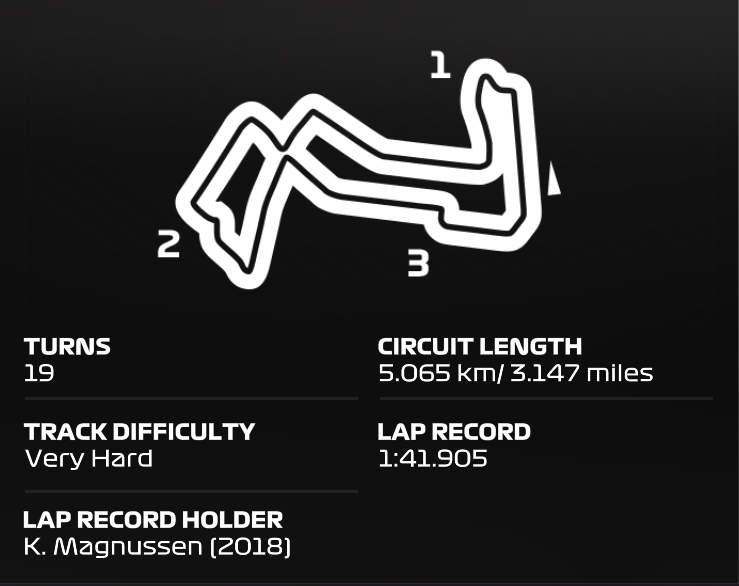 1
2
3
TURNS
19
CIRCUIT LENGTH
5.065 km/ 3.147 miles
TRACK DIFFICULTY
Very Hard
LAP RECORD
1:41.905
LAP RECORD HOLDER
K. Magnussen (2018)